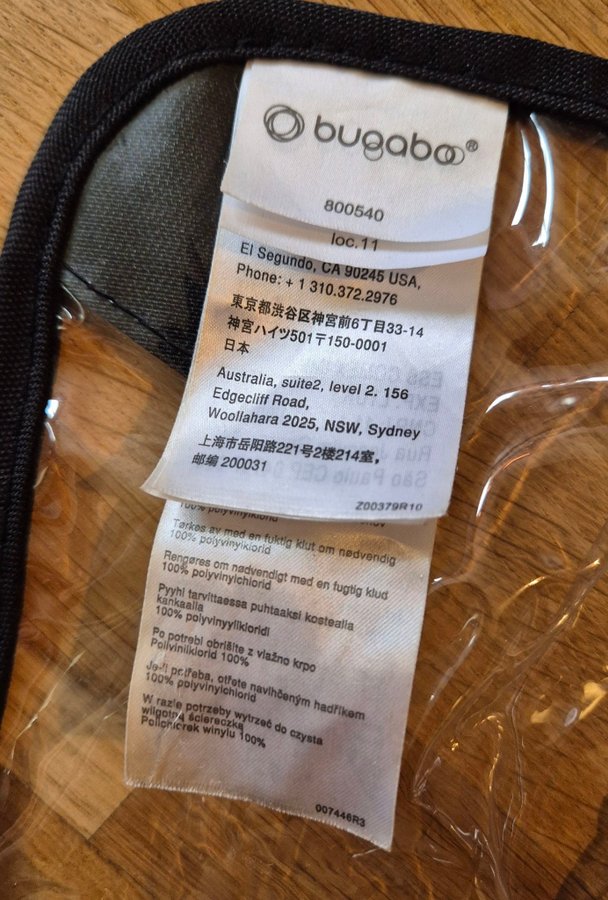 bugaboo®
800540
loc.11
El Segundo, CA 90245 USA,
Phone: + 1 310.372.2976
東京都渋谷区神宮前6丁目33-14
神宮ハイツ501〒150-0001
日本
Australia, suite2, level 2. 156
Edgecliff Road,
Woollahara 2025, NSW, Sydney
上海市岳阳路221号2楼214室,
邮编 200031
Z00379R10
100% polyvinylklorid
Tørkes av med en fuktig klut om nødvendig
100% polyvinylklorid
Rengøres om nødvendigt med en fugtig klud
100% polyvinylchlorid
Pyyhi tarvittaessa puhtaaksi kostealla
kankaalla
100% polyvinyylikloridi
Po potrebi obrišite z vlažno krpo
Polivinilklorid 100%
Je-li potřeba, otřete navlhčeným hadříkem
100% polyvinylchlorid
W razie potrzeby wytrzeć do czysta
wilgotną ściereczką
Polichlorek winylu 100%
007446R3